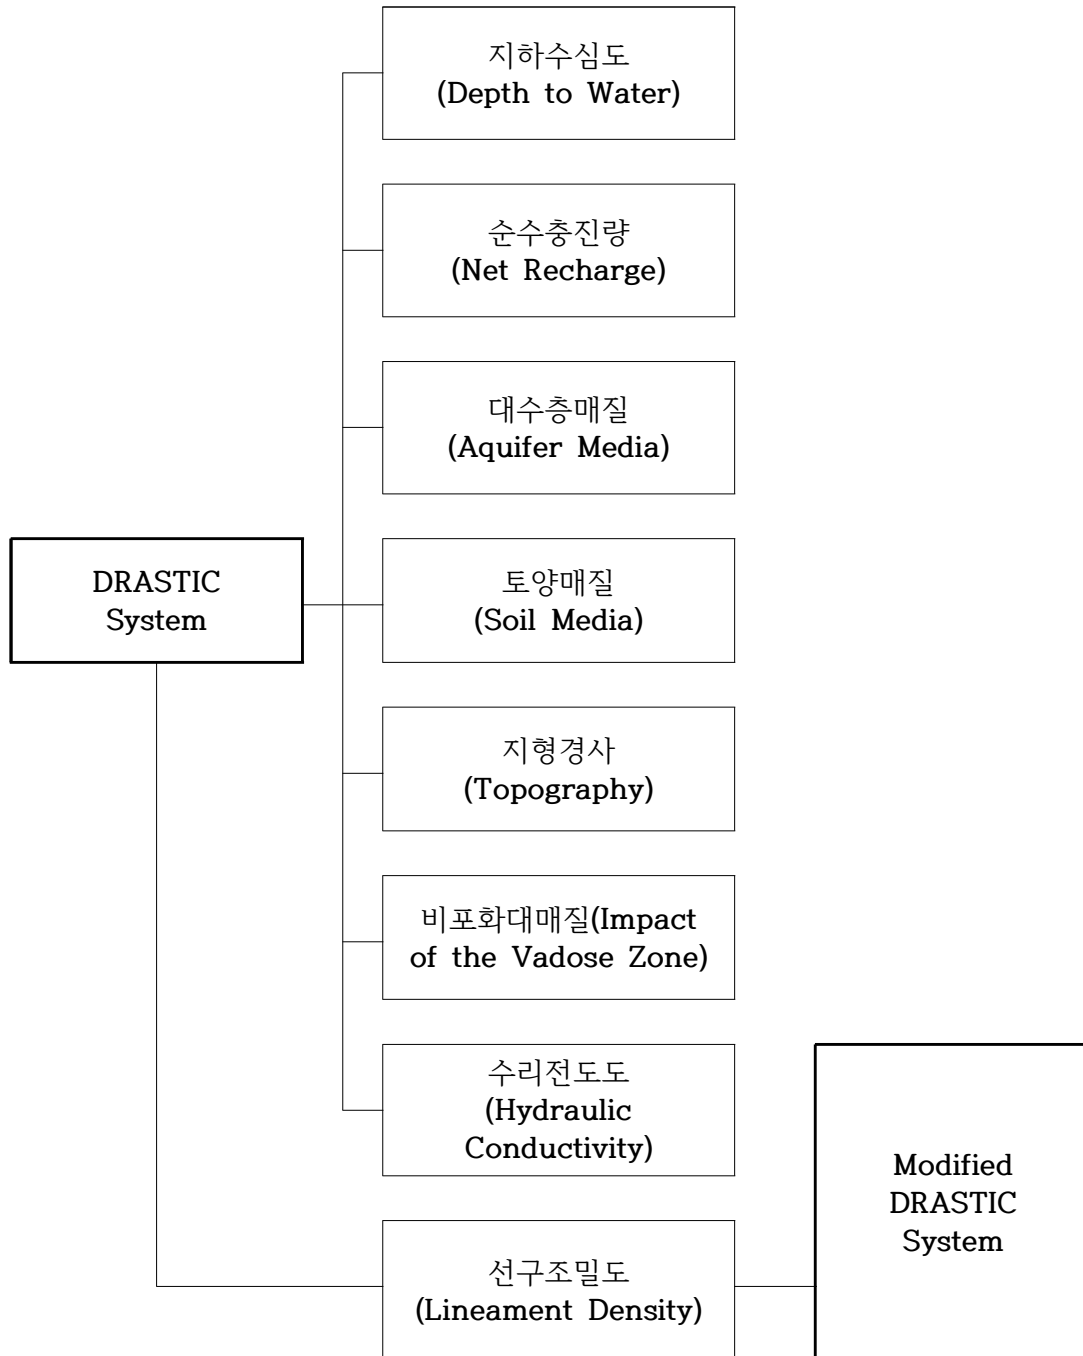 지하수심도
(Depth to Water)
순수충진량
(Net Recharge)
대수층매질
(Aquifer Media)
DRASTIC
System
토양매질
(Soil Media)
지형경사
(Topography)
비포화대매질(Impact
of the Vadose Zone)
수리전도도
(Hydraulic
Conductivity)
Modified
DRASTIC
System
선구조밀도
(Lineament Density)